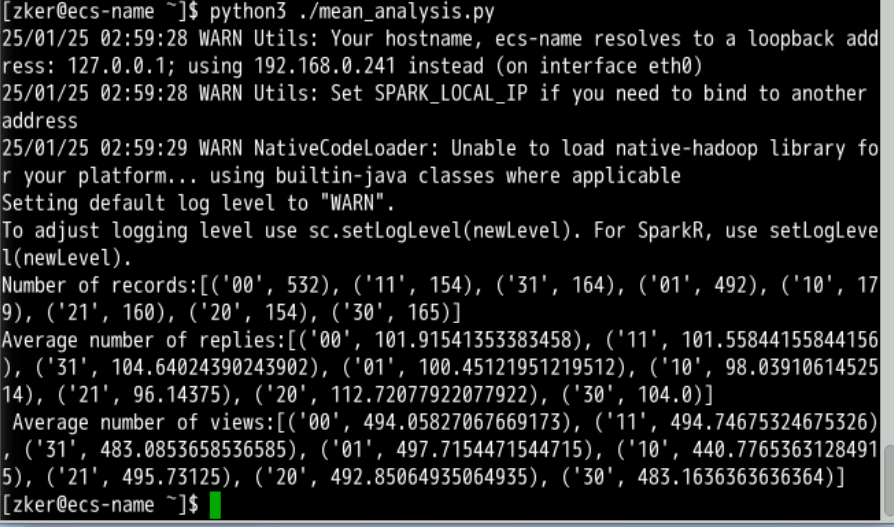 [zker@ecs-name ~]$ python3 ./mean_analysis.py
25/01/25 02:59:28 WARN Utils: Your hostname, ecs-name resolves to a loopback add
ress: 127.0.0.1; using 192.168.0.241 instead (on interface eth0)
25/01/25 02:59:28 WARN Utils: Set SPARK_LOCAL_IP if you need to bind to another
address
25/01/25 02:59:29 WARN NativeCodeLoader: Unable to load native-hadoop library fo
r your platform... using builtin-java classes where applicable
Setting default log level to "WARN".
To adjust logging level use sc.setLogLevel(newLevel). For SparkR, use setLogLeve
l(newLevel).
Number of records:[('00', 532), ('11', 154), ('31', 164), ('01', 492), ('10', 17
9), ('21', 160), ('20', 154), ('30', 165)]
Average number of replies:[('00', 101.91541353383458), ('11', 101.55844155844156
), ('31', 104.64024390243902), ('01', 100.45121951219512), ('10', 98.03910614525
14), ('21', 96.14375), ('20', 112.72077922077922), ('30', 104.0)]
 Average number of views:[('00', 494.05827067669173), ('11', 494.74675324675326)
, ('31', 483.0853658536585), ('01', 497.7154471544715), ('10', 440.7765363128491
5), ('21', 495.73125), ('20', 492.85064935064935), ('30', 483.1636363636364)]
[zker@ecs-name ~]$